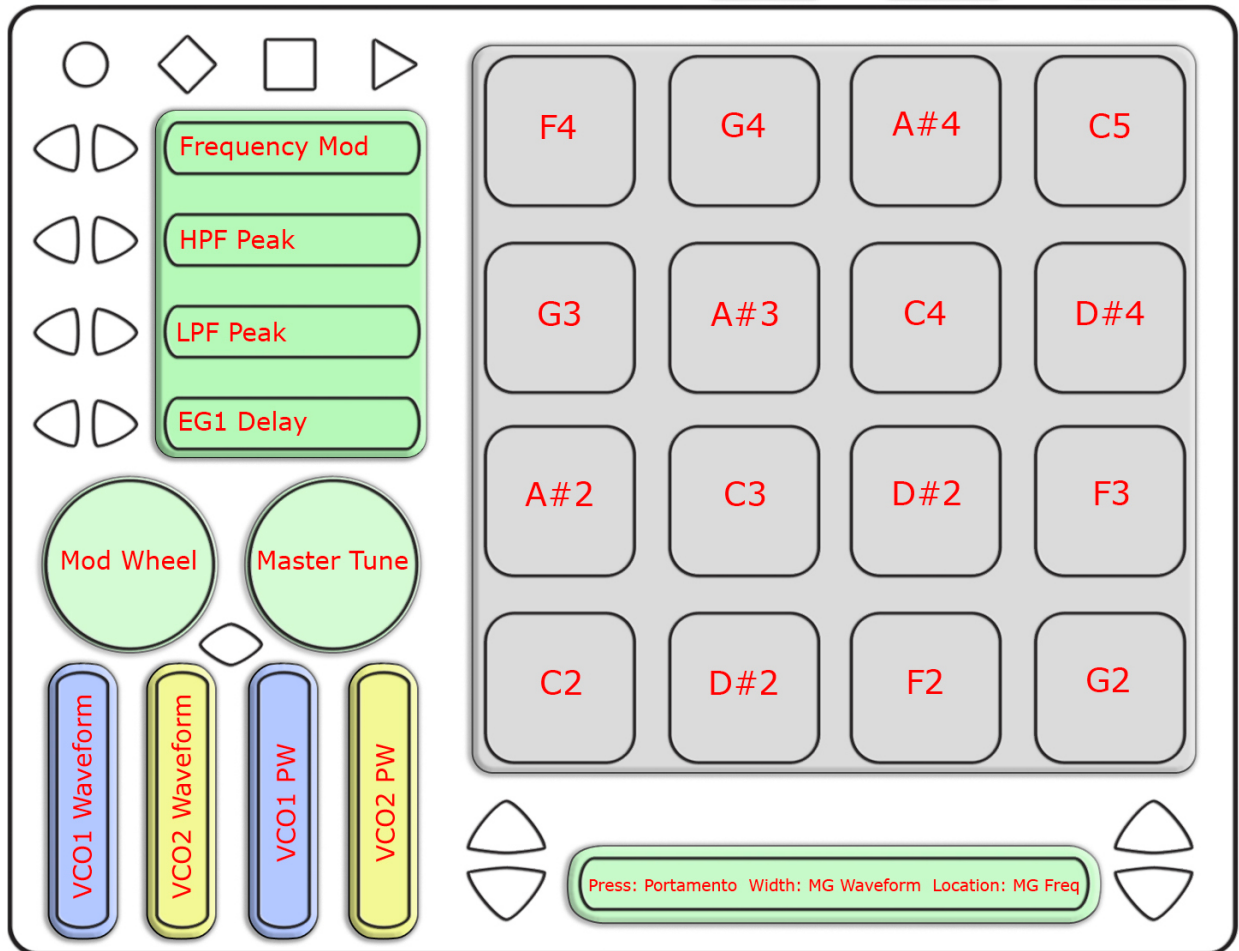 Frequency Mod
HPF Peak
LPF Peak
EG1 Delay
Mod Wheel
Master Tune
VCO1 Waveform
VCO2 Waveform
VCO1 PW
VCO2 PW
F4
G4
A#4
C5
G3
A#3
C4
D#4
A#2
C3
D#2
F3
C2
D#2
F2
G2
Press: Portamento Width: MG Waveform Location: MG Freq